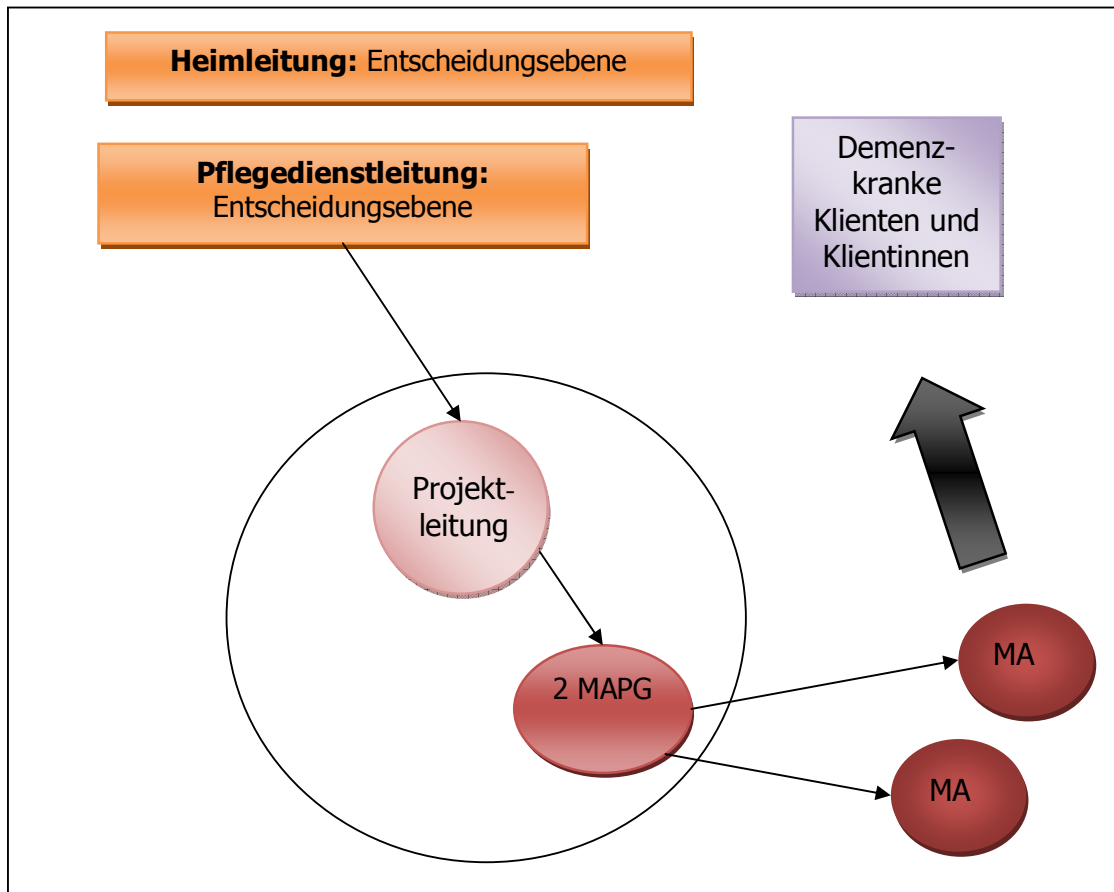 Heimleitung: Entscheidungsebene
Pflegedienstleitung:
Entscheidungsebene
Demenz-
kranke
Klienten und
Klientinnen
Projekt-
leitung
2 MAPG
MA
MA